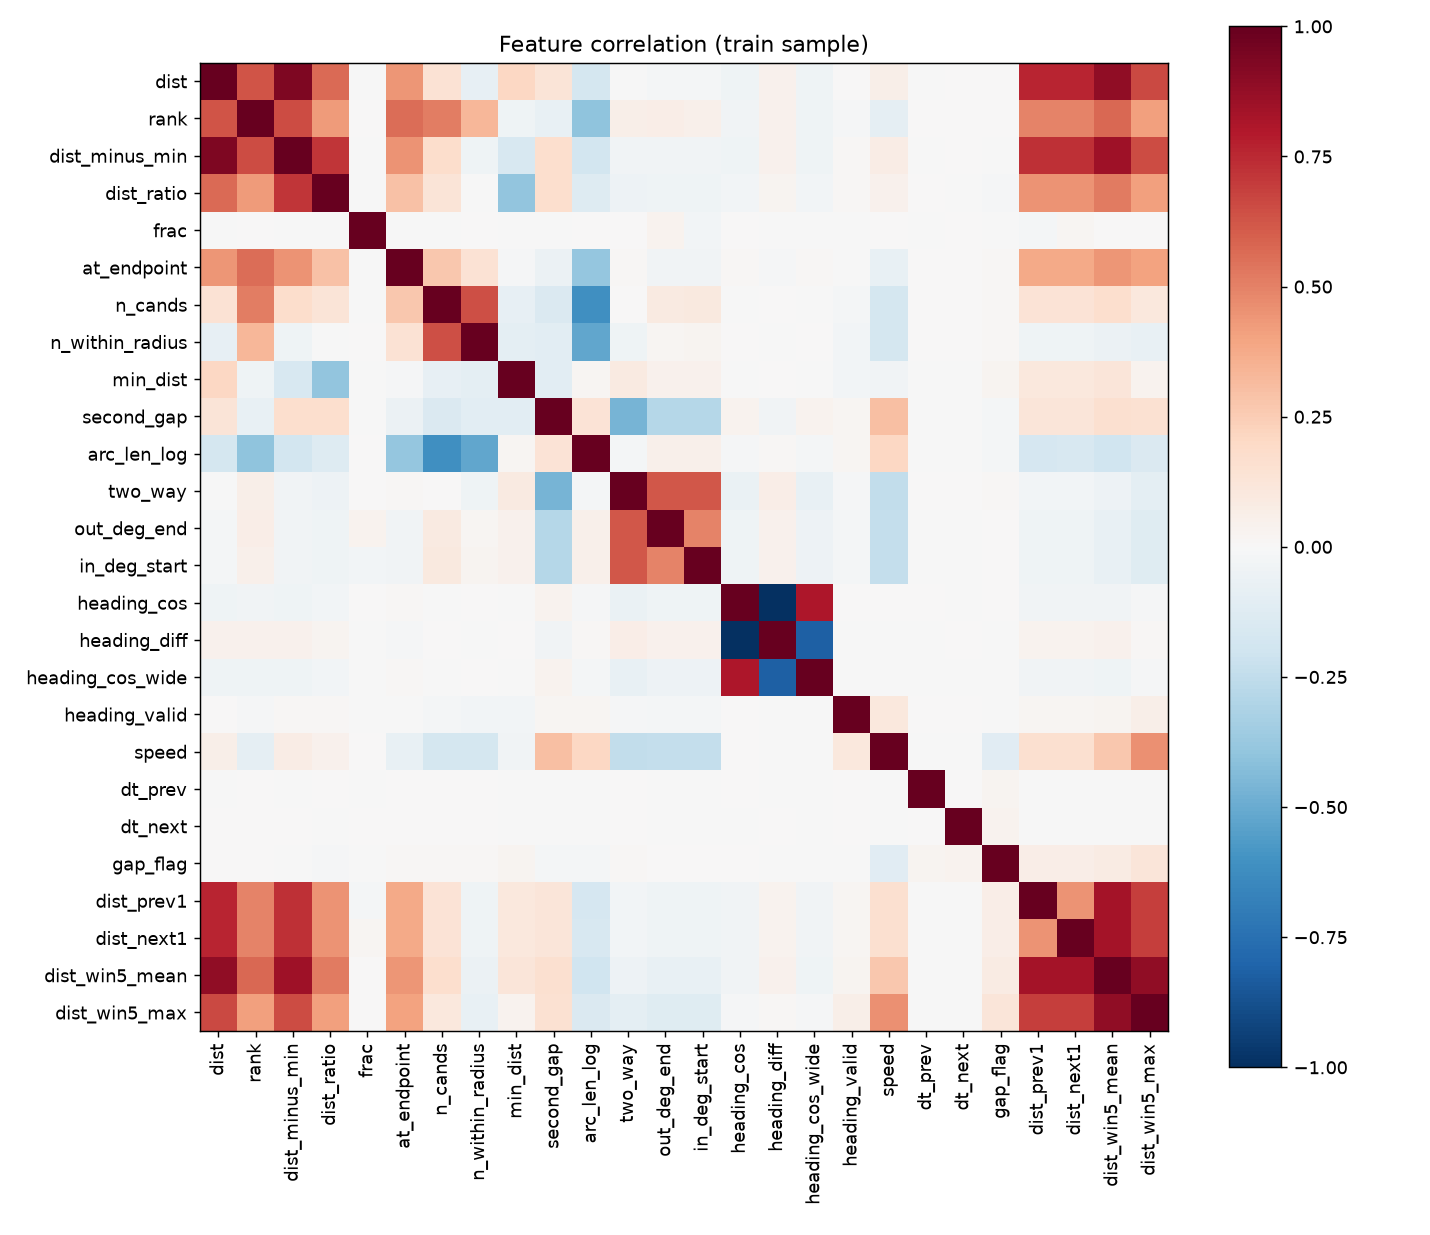 Feature correlation (train sample)
dist
rank
dist_minus_min
dist_ratio
frac
at_endpoint
n_cands
n_within_radius
min_dist
second_gap
arc_len_log
two_way
out_deg_end
in_deg_start
heading_cos
heading_diff
heading_cos_wide
heading_valid
speed
dt_prev
dt_next
gap_flag
dist_prev1
dist_next1
dist_win5_mean
dist_win5_max
dist
rank
dist_minus_min
dist_ratio
frac
at_endpoint
n_cands
n_within_radius
min_dist
second_gap
arc_len_log
two_way
out_deg_end
in_deg_start
heading_cos
heading_diff
heading_cos_wide
heading_valid
speed
dt_prev
dt_next
gap_flag
dist_prev1
dist_next1
dist_win5_mean
dist_win5_max
1.00
0.75
0.50
0.25
0.00
−0.25
−0.50
−0.75
−1.00